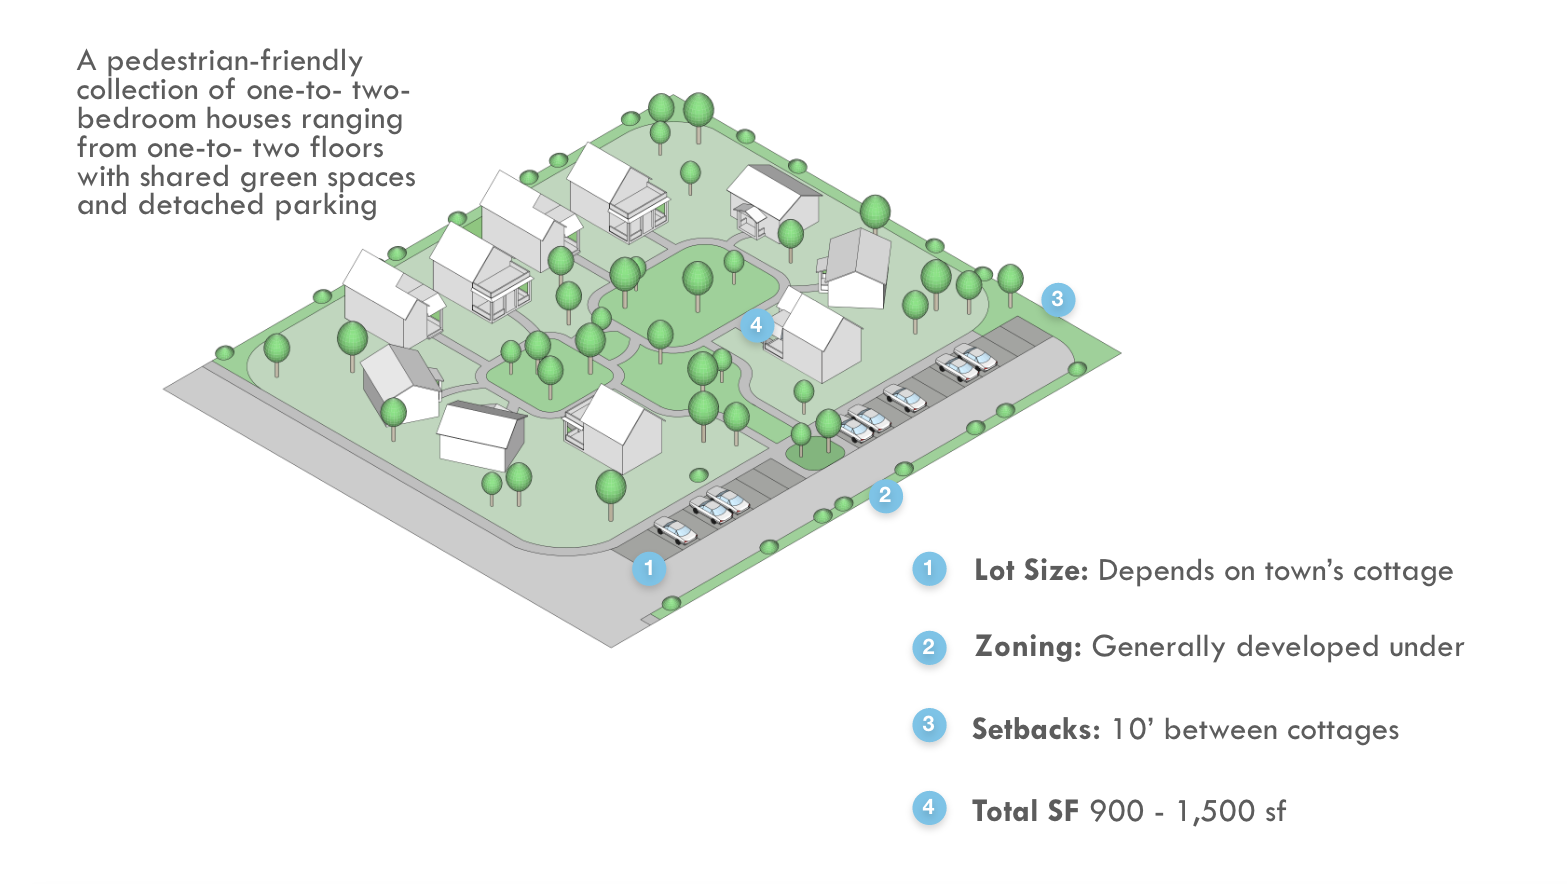 A pedestrian-friendly
collection of one-to- two-
bedroom houses ranging
from one-to- two floors
with shared green spaces
and detached parking
3
4
2
1
1 Lot Size: Depends on town's cottage
2 Zoning: Generally developed under
3 Setbacks: 10' between cottages
4 Total SF 900 - 1,500 sf